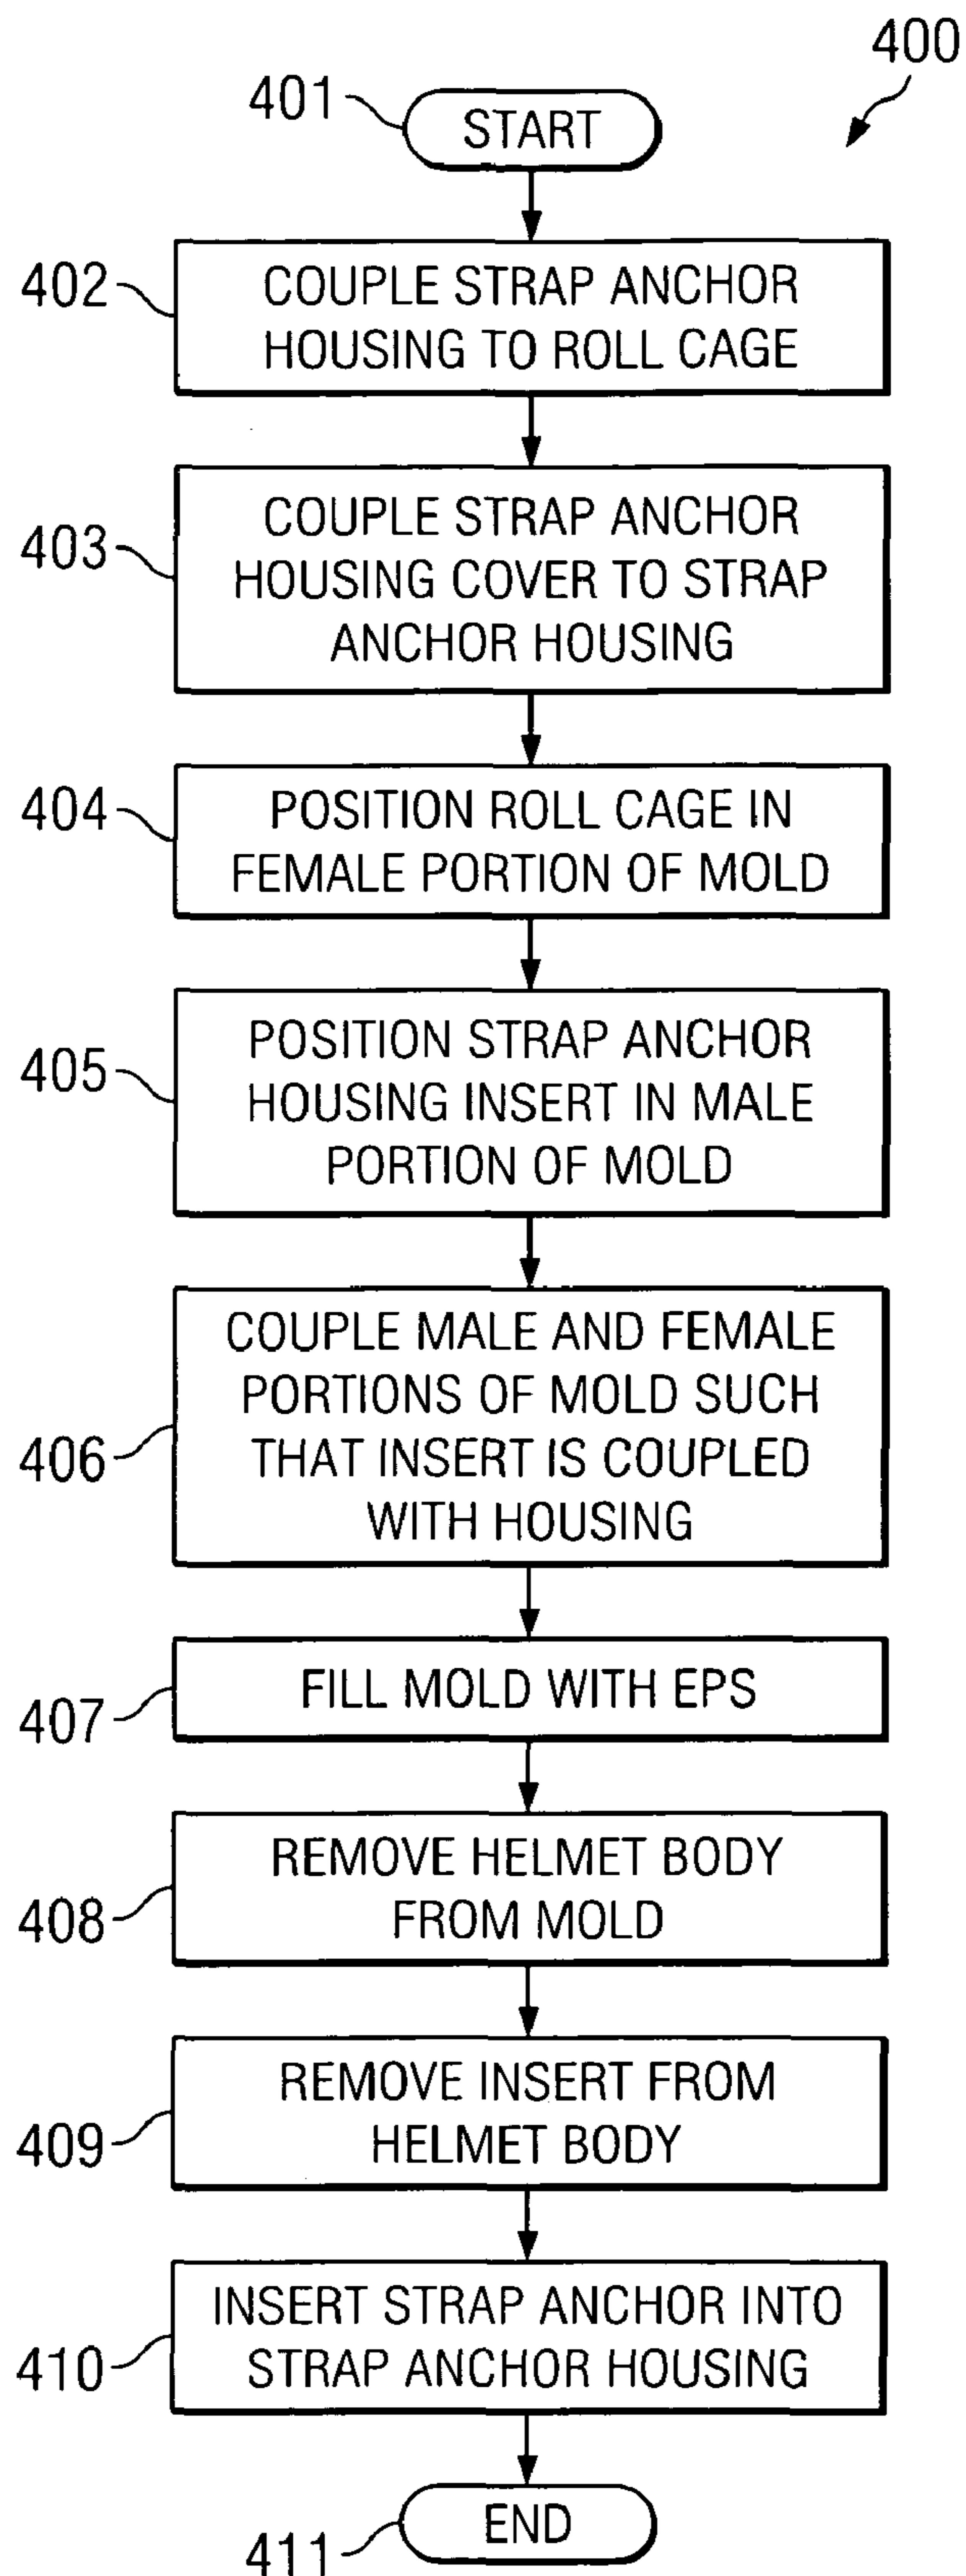 400
401
START
402
COUPLE STRAP ANCHOR
HOUSING TO ROLL CAGE
403
COUPLE STRAP ANCHOR
HOUSING COVER TO STRAP
ANCHOR HOUSING
404
POSITION ROLL CAGE IN
FEMALE PORTION OF MOLD
405
POSITION STRAP ANCHOR
HOUSING INSERT IN MALE
PORTION OF MOLD
406
COUPLE MALE AND FEMALE
PORTIONS OF MOLD SUCH
THAT INSERT IS COUPLED
WITH HOUSING
407
FILL MOLD WITH EPS
408
REMOVE HELMET BODY
FROM MOLD
409
REMOVE INSERT FROM
HELMET BODY
410
INSERT STRAP ANCHOR INTO
STRAP ANCHOR HOUSING
411
END